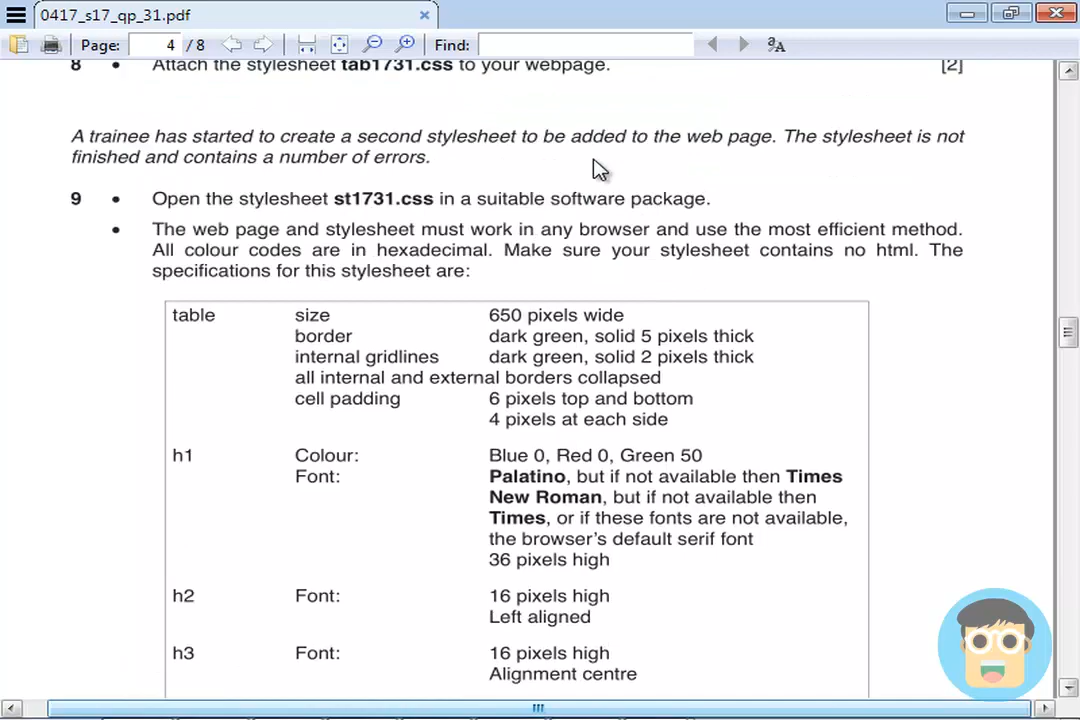 0417_s17_qp_31.pdf
Page: 4 / 8 Find:
8 • Attach the stylesheet tab1731.css to your webpage. [2]
A trainee has started to create a second stylesheet to be added to the web page. The stylesheet is not
finished and contains a number of errors.
9 • Open the stylesheet st1731.css in a suitable software package.
• The web page and stylesheet must work in any browser and use the most efficient method.
All colour codes are in hexadecimal. Make sure your stylesheet contains no html. The
specifications for this stylesheet are:
table size 650 pixels wide
border dark green, solid 5 pixels thick
internal gridlines dark green, solid 2 pixels thick
all internal and external borders collapsed
cell padding 6 pixels top and bottom
4 pixels at each side
h1 Colour: Blue 0, Red 0, Green 50
Font: Palatino, but if not available then Times
New Roman, but if not available then
Times, or if these fonts are not available,
the browser's default serif font
36 pixels high
h2 Font: 16 pixels high
Left aligned
h3 Font: 16 pixels high
Alignment centre